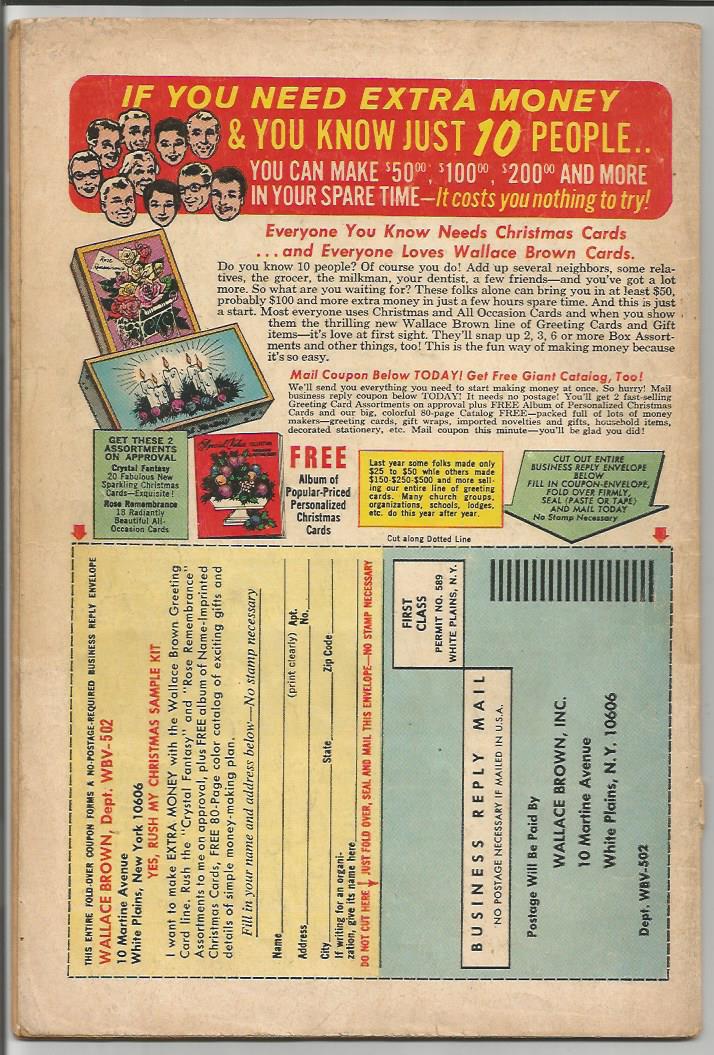 IF YOU NEED EXTRA MONEY
& YOU KNOW JUST 10 PEOPLE..
YOU CAN MAKE $50⁰⁰, $100⁰⁰, $200⁰⁰ AND MORE
IN YOUR SPARE TIME—It costs you nothing to try!
Everyone You Know Needs Christmas Cards
...and Everyone Loves Wallace Brown Cards.
Do you know 10 people? Of course you do! Add up several neighbors, some rela-
tives, the grocer, the milkman, your dentist, a few friends—and you've got a lot
more. So what are you waiting for? These folks alone can bring you in at least $50,
probably $100 and more extra money in just a few hours spare time. And this is just
a start. Most everyone uses Christmas and All Occasion Cards and when you show
them the thrilling new Wallace Brown line of Greeting Cards and Gift
items—it's love at first sight. They'll snap up 2, 3, 6 or more Box Assort-
ments and other things, too! This is the fun way of making money because
it's so easy.
Rose
Remembrance
Mail Coupon Below TODAY! Get Free Giant Catalog, Too!
We'll send you everything you need to start making money at once. So hurry! Mail
business reply coupon below TODAY! It needs no postage! You'll get 2 fast-selling
Greeting Card Assortments on approval plus FREE Album of Personalized Christmas
Cards and our big, colorful 80-page Catalog FREE—packed full of lots of money
makers—greeting cards, gift wraps, imported novelties and gifts, household items,
decorated stationery, etc. Mail coupon this minute—you'll be glad you did!
GET THESE 2
ASSORTMENTS
ON APPROVAL
Crystal Fantasy
20 Fabulous New
Sparkling Christmas
Cards—Exquisite!
Rose Remembrance
18 Radiantly
Beautiful All-
Occasion Cards
Special Value
FREE
Album of
Popular-Priced
Personalized
Christmas
Cards
Last year some folks made only
$25 to $50 while others made
$150-$250-$500 and more sell-
ing our entire line of greeting
cards. Many church groups,
organizations, schools, lodges,
etc. do this year after year.
CUT OUT ENTIRE
BUSINESS REPLY ENVELOPE
BELOW
FILL IN COUPON-ENVELOPE,
FOLD OVER FIRMLY,
SEAL (PASTE OR TAPE)
AND MAIL TODAY
No Stamp Necessary
Cut along Dotted Line
THIS ENTIRE FOLD-OVER COUPON FORMS A NO-POSTAGE-REQUIRED BUSINESS REPLY ENVELOPE
WALLACE BROWN, Dept. WBV-502
10 Martine Avenue
White Plains, New York 10606
YES, RUSH MY CHRISTMAS SAMPLE KIT
I want to make EXTRA MONEY with the Wallace Brown Greeting
Card line. Rush the "Crystal Fantasy" and "Rose Remembrance"
Assortments to me on approval, plus FREE album of Name-Imprinted
Christmas Cards, FREE 80-Page color catalog of exciting gifts and
details of simple money-making plan.
Fill in your name and address below—No stamp necessary
Name
(print clearly)
Address
Apt. No.
City
State
Zip Code
If writing for an organi-
zation, give its name here
DO NOT CUT HERE JUST FOLD OVER, SEAL AND MAIL THIS ENVELOPE—NO STAMP NECESSARY
FIRST
CLASS
PERMIT NO. 589
WHITE PLAINS, N.Y.
BUSINESS REPLY MAIL
NO POSTAGE NECESSARY IF MAILED IN U.S.A.
Postage Will Be Paid By
WALLACE BROWN, INC.
10 Martine Avenue
White Plains, N.Y. 10606
Dept. WBV-502